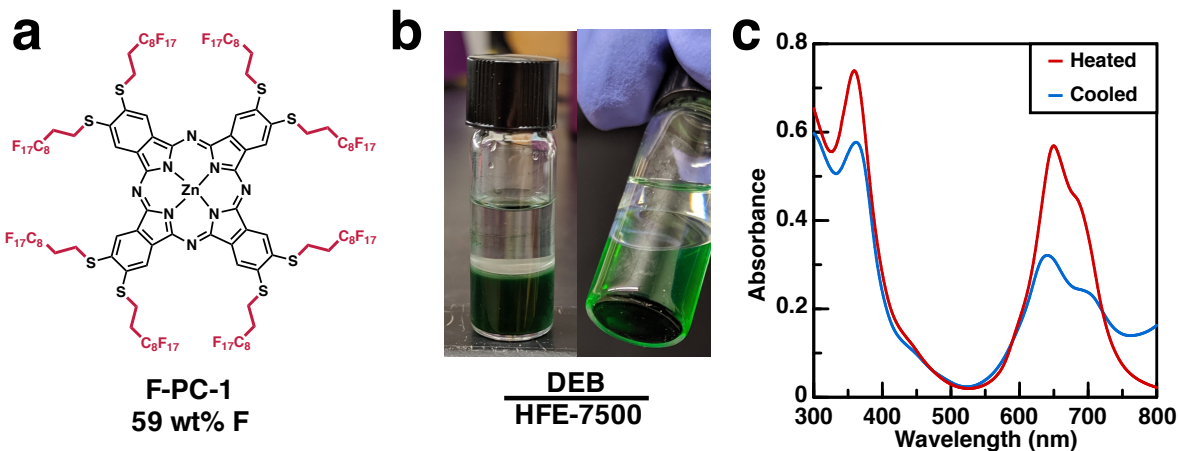 a
C8F17
F17C8
S
S
F17C8
S
S
C8F17
N
N
N
N
Zn
N
N
N
N
F17C8
S
S
C8F17
S
S
C8F17
F17C8
F-PC-1
59 wt% F
b
DEB
HFE-7500
c
0.8
0.6
0.4
0.2
0
Absorbance
Heated
Cooled
300
400
500
600
700
800
Wavelength (nm)